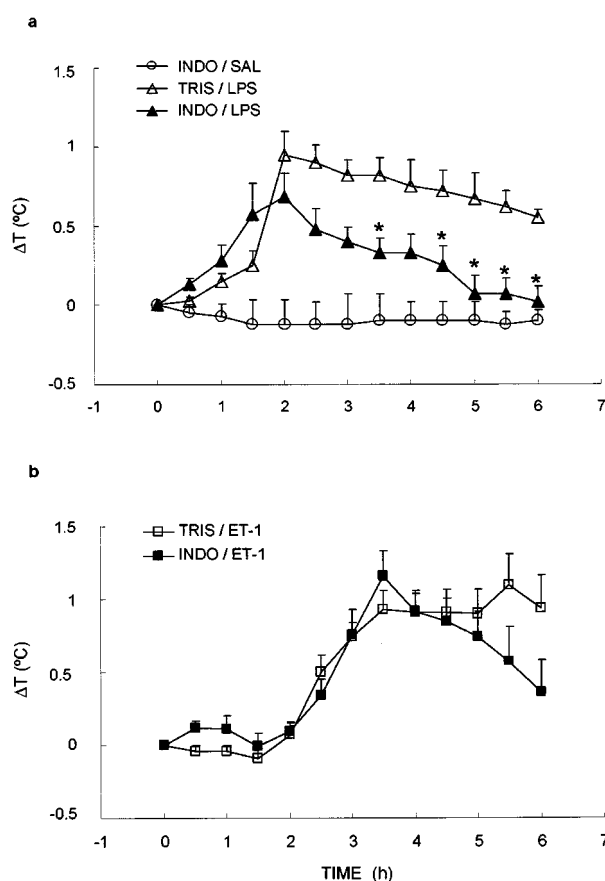 a
INDO / SAL
TRIS / LPS
INDO / LPS
1.5
1
0.5
0
-0.5
ΔT (ºC)
* * * * *
-1 0 1 2 3 4 5 6 7
b
TRIS / ET-1
INDO / ET-1
1.5
1
0.5
0
-0.5
ΔT (ºC)
-1 0 1 2 3 4 5 6 7
TIME (h)